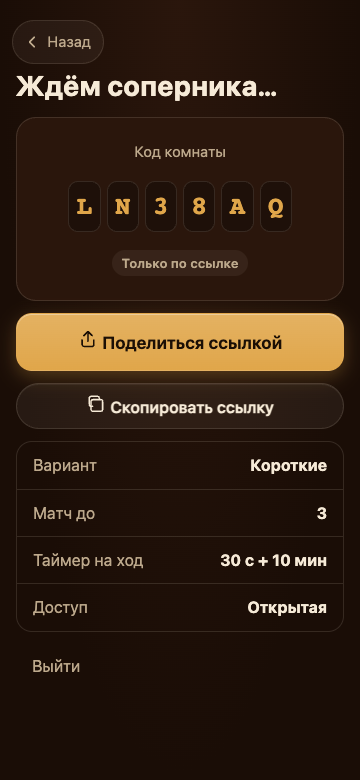 Назад
Ждём соперника…
Код комнаты
L N 3 8 A Q
Только по ссылке
Поделиться ссылкой
Скопировать ссылку
Вариант Короткие
Матч до 3
Таймер на ход 30 с + 10 мин
Доступ Открытая
Выйти